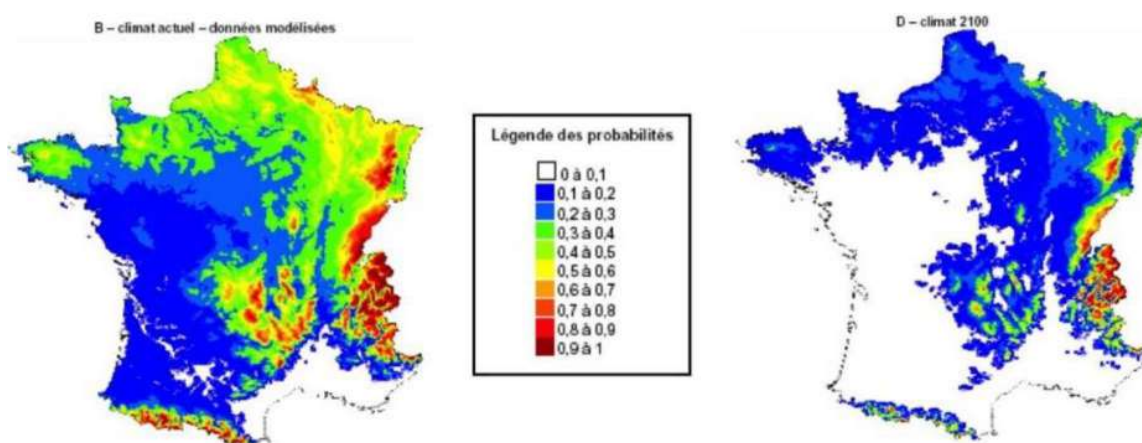 B – climat actuel – données modélisées
D – climat 2100
Légende des probabilités
0 à 0,1
0,1 à 0,2
0,2 à 0,3
0,3 à 0,4
0,4 à 0,5
0,5 à 0,6
0,6 à 0,7
0,7 à 0,8
0,8 à 0,9
0,9 à 1